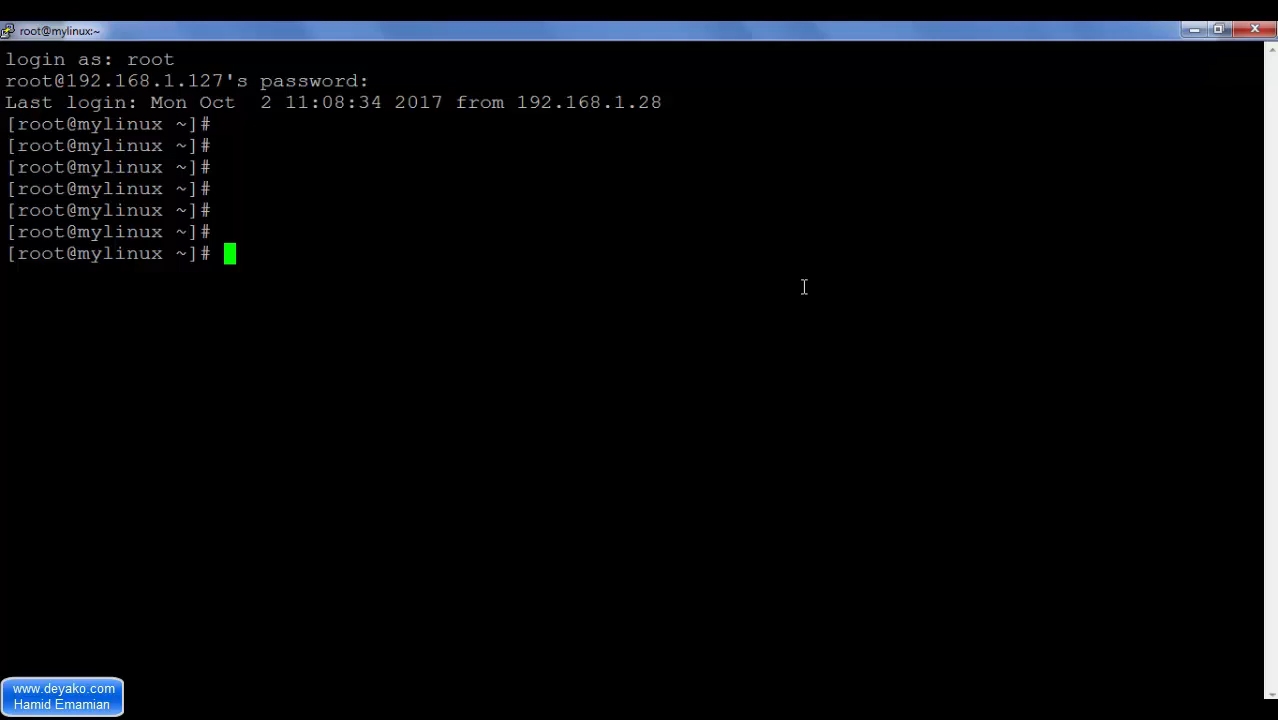 root@mylinux:~
login as: root
root@192.168.1.127's password:
Last login: Mon Oct  2 11:08:34 2017 from 192.168.1.28
[root@mylinux ~]#
[root@mylinux ~]#
[root@mylinux ~]#
[root@mylinux ~]#
[root@mylinux ~]#
[root@mylinux ~]#
[root@mylinux ~]#
www.deyako.com
Hamid Emamian